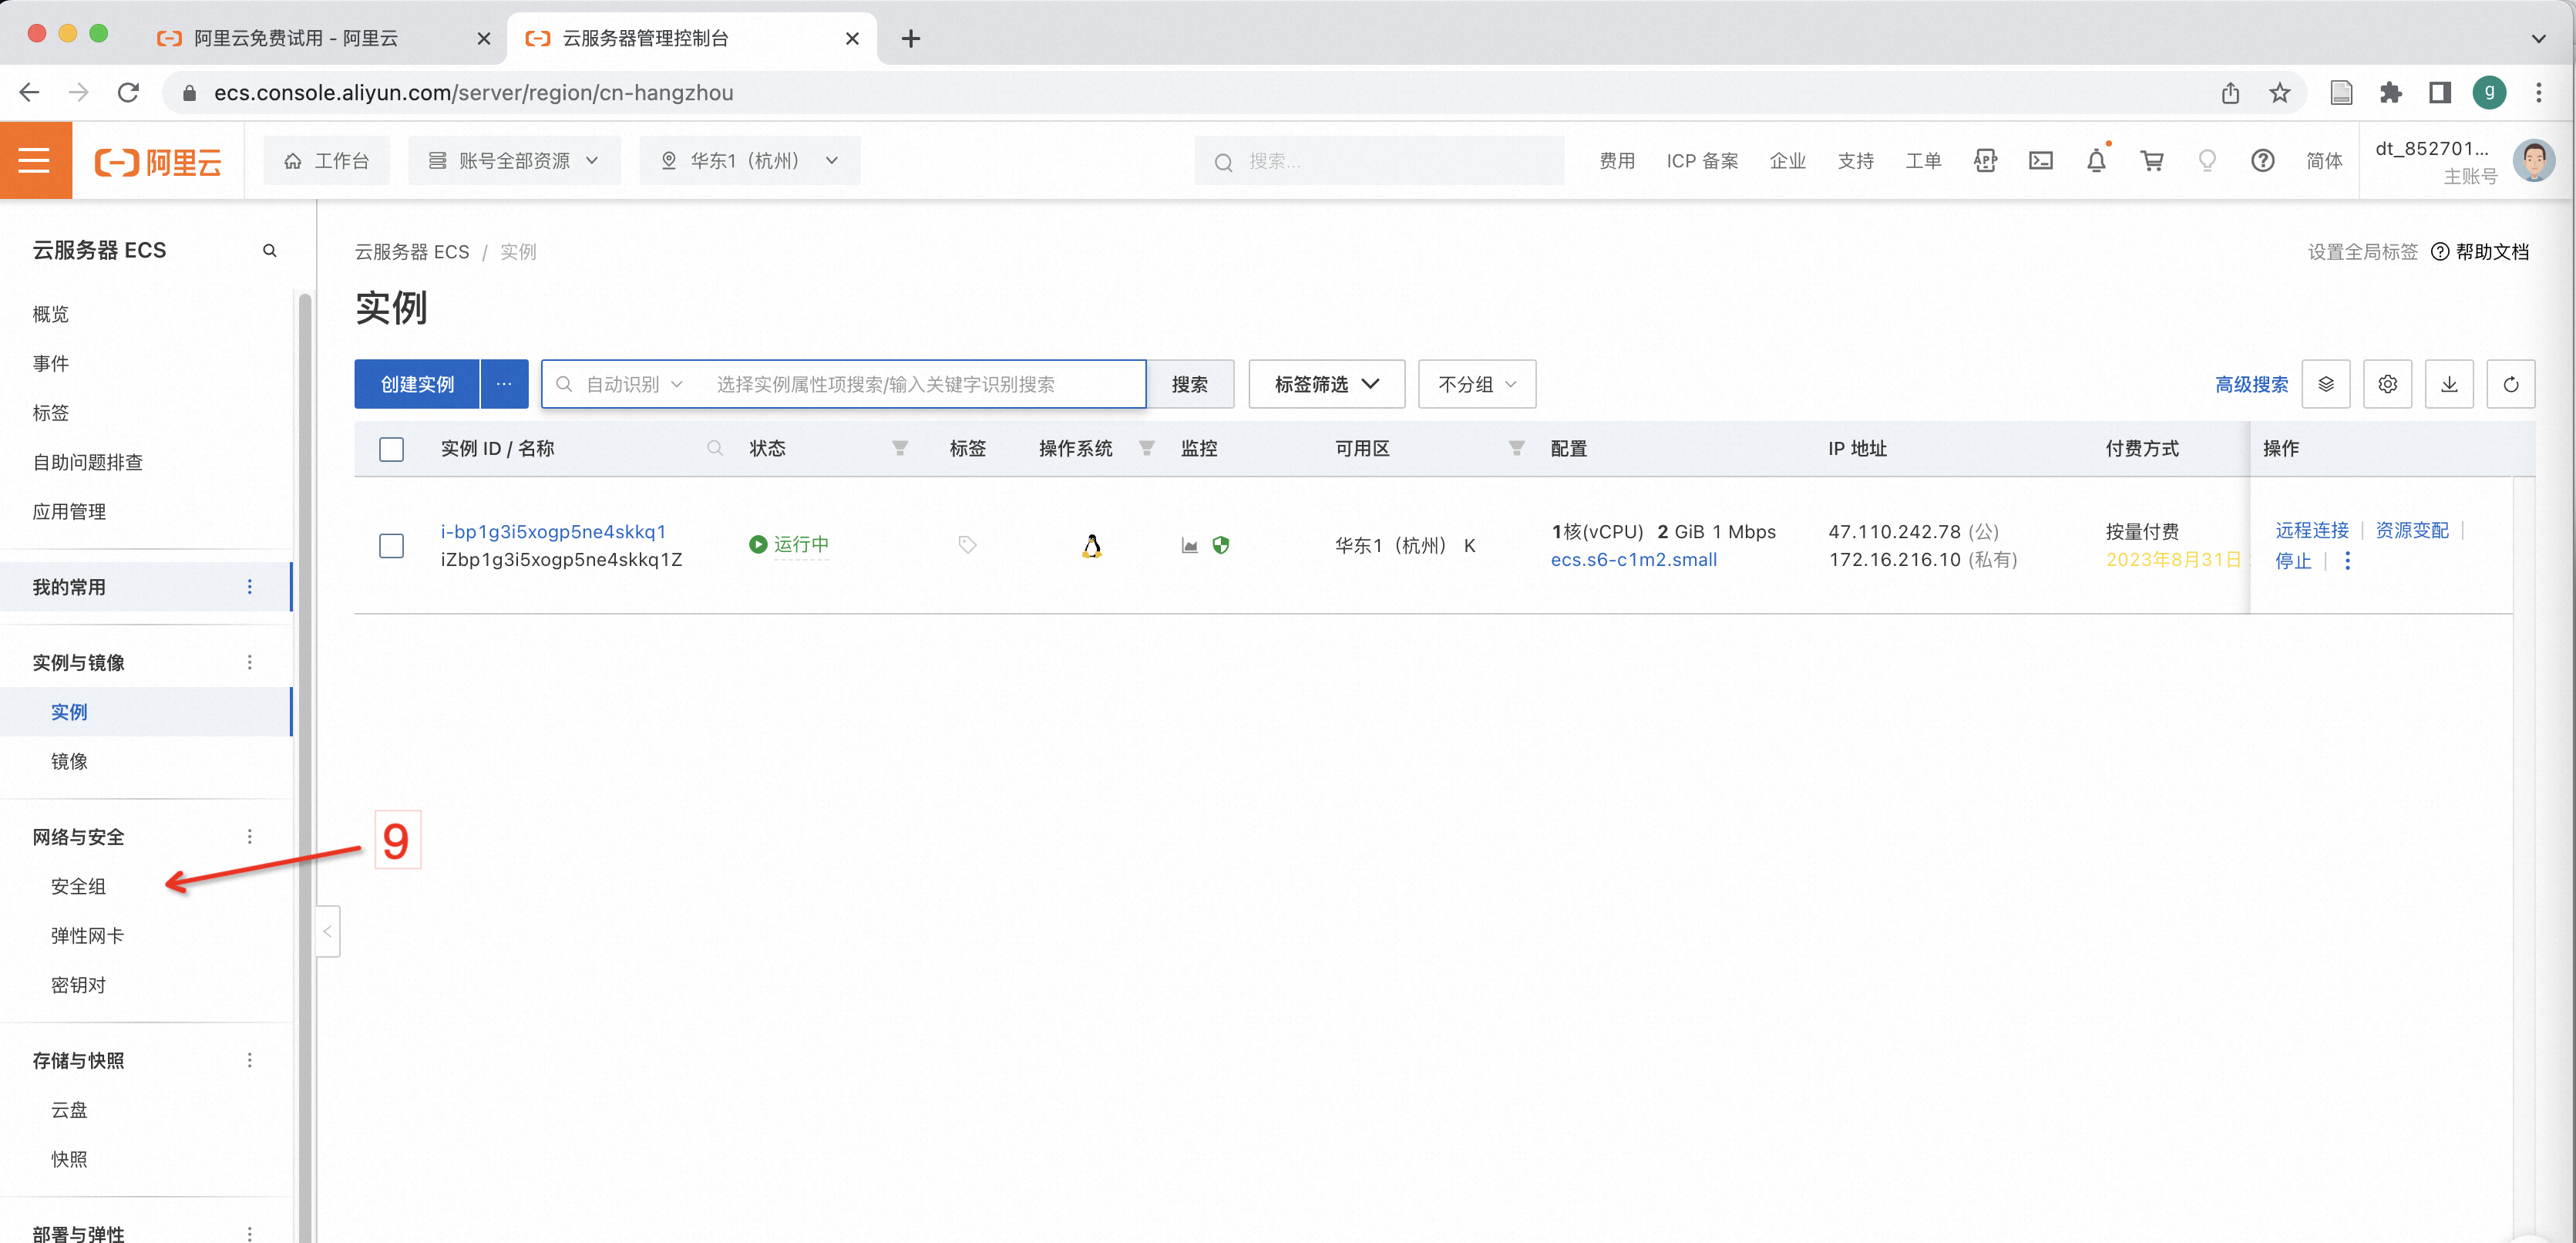 阿里云免费试用 - 阿里云
云服务器管理控制台
ecs.console.aliyun.com/server/region/cn-hangzhou
g
阿里云
工作台
账号全部资源
华东1（杭州）
搜索...
费用
ICP 备案
企业
支持
工单
APP
简体
dt_852701...
主账号
云服务器 ECS
概览
事件
标签
自助问题排查
应用管理
我的常用
实例与镜像
实例
镜像
网络与安全
安全组
弹性网卡
密钥对
存储与快照
云盘
快照
部署与弹性
9
云服务器 ECS / 实例
设置全局标签
帮助文档
实例
创建实例
...
自动识别
选择实例属性项搜索/输入关键字识别搜索
搜索
标签筛选
不分组
高级搜索
实例 ID / 名称
状态
标签
操作系统
监控
可用区
配置
IP 地址
付费方式
操作
i-bp1g3i5xogp5ne4skkq1
iZbp1g3i5xogp5ne4skkq1Z
运行中
华东1（杭州） K
1核(vCPU) 2 GiB 1 Mbps
ecs.s6-c1m2.small
47.110.242.78 (公)
172.16.216.10 (私有)
按量付费
2023年8月31日
远程连接 | 资源变配 |
停止 |